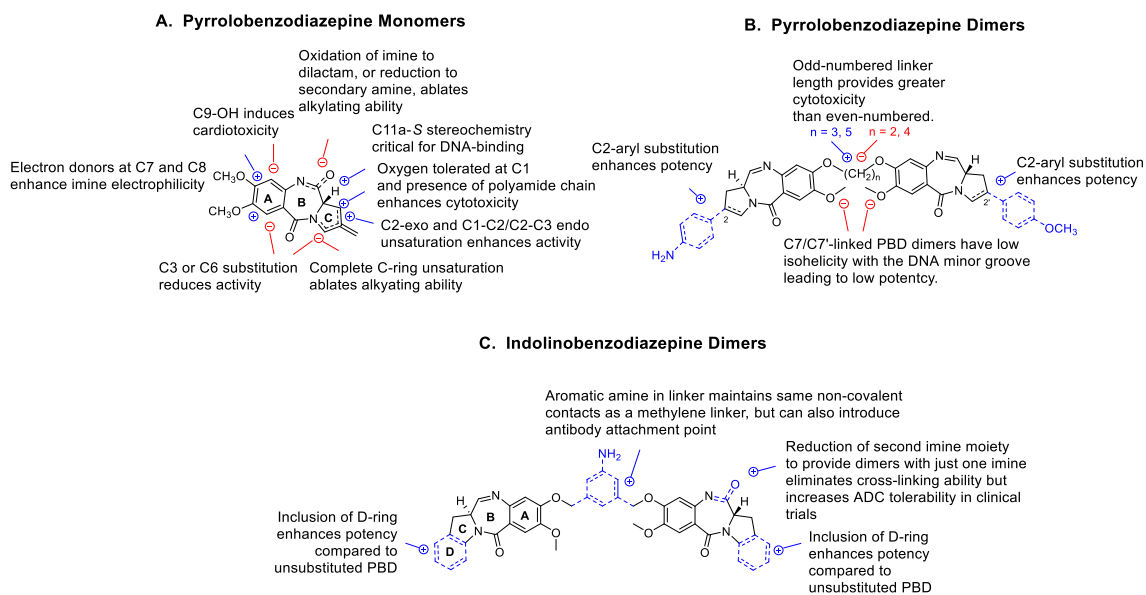 A. Pyrrolobenzodiazepine Monomers
Oxidation of imine to
dilactam, or reduction to
secondary amine, ablates
alkylating ability
C9-OH induces
cardiotoxicity
C11a-S stereochemistry
critical for DNA-binding
Electron donors at C7 and C8
enhance imine electrophilicity
Oxygen tolerated at C1
and presence of polyamide chain
enhances cytotoxicity
C2-exo and C1-C2/C2-C3 endo
unsaturation enhances activity
C3 or C6 substitution
reduces activity
Complete C-ring unsaturation
ablates alkyating ability
CH3O
CH3O
A
B
C
N
O
H
N
O
B. Pyrrolobenzodiazepine Dimers
Odd-numbered linker
length provides greater
cytotoxicity
than even-numbered.
n = 3, 5
n = 2, 4
C2-aryl substitution
enhances potency
C2-aryl substitution
enhances potency
H
N
O
(CH2)n
O
N
H
N
O
O
O
N
O
2
2'
H2N
OCH3
C7/C7'-linked PBD dimers have low
isohelicity with the DNA minor groove
leading to low potentcy.
C. Indolinobenzodiazepine Dimers
Aromatic amine in linker maintains same non-covalent
contacts as a methylene linker, but can also introduce
antibody attachment point
NH2
Reduction of second imine moiety
to provide dimers with just one imine
eliminates cross-linking ability but
increases ADC tolerability in clinical
trials
Inclusion of D-ring
enhances potency
compared to
unsubstituted PBD
H
N
B
A
C
D
N
O
O
O
O
O
N
O
H
N
O
Inclusion of D-ring
enhances potency
compared to
unsubstituted PBD